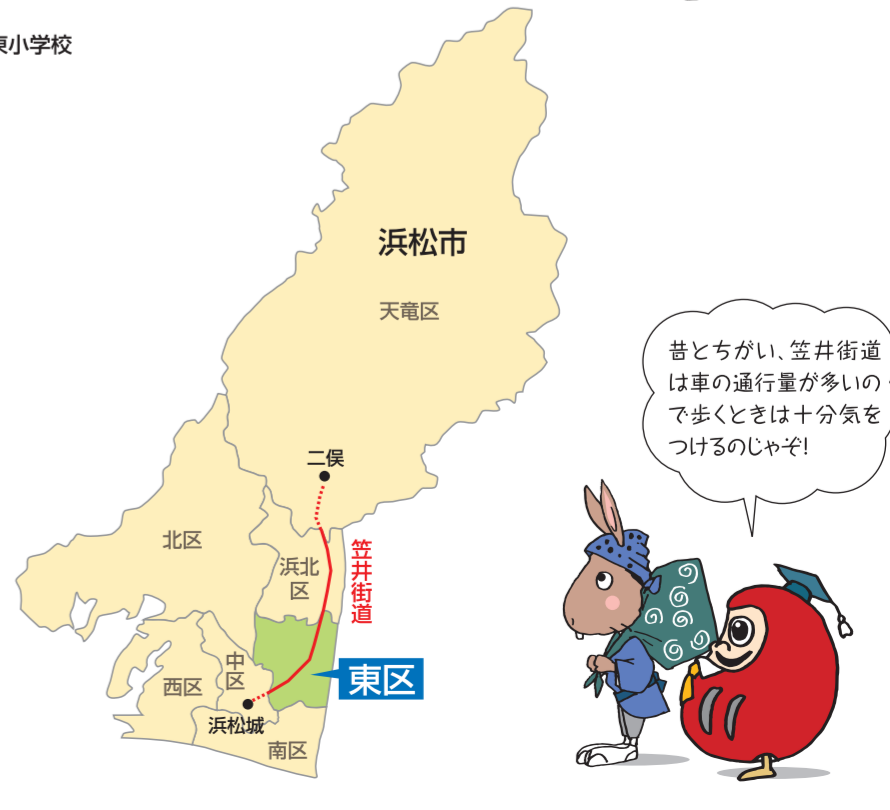 東小学校
浜松市
天竜区
昔とちがい、笠井街道
は車の通行量が多いの
で歩くときは十分気を
つけるのじゃぞ!
二俣
北区
浜北
区
笠井街道
中
区
西区
東区
浜松城
南区